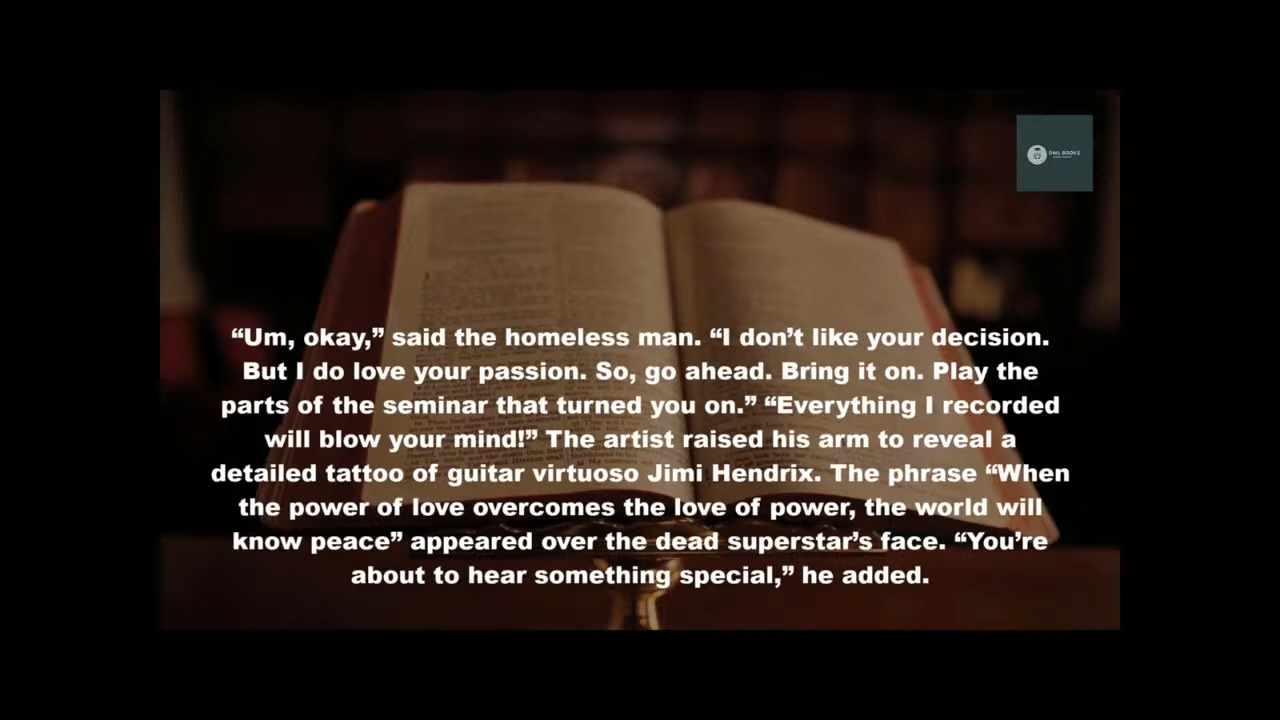 OWL BOOKS
“Um, okay,” said the homeless man. “I don’t like your decision.
But I do love your passion. So, go ahead. Bring it on. Play the
parts of the seminar that turned you on.” “Everything I recorded
will blow your mind!” The artist raised his arm to reveal a
detailed tattoo of guitar virtuoso Jimi Hendrix. The phrase “When
the power of love overcomes the love of power, the world will
know peace” appeared over the dead superstar’s face. “You’re
about to hear something special,” he added.